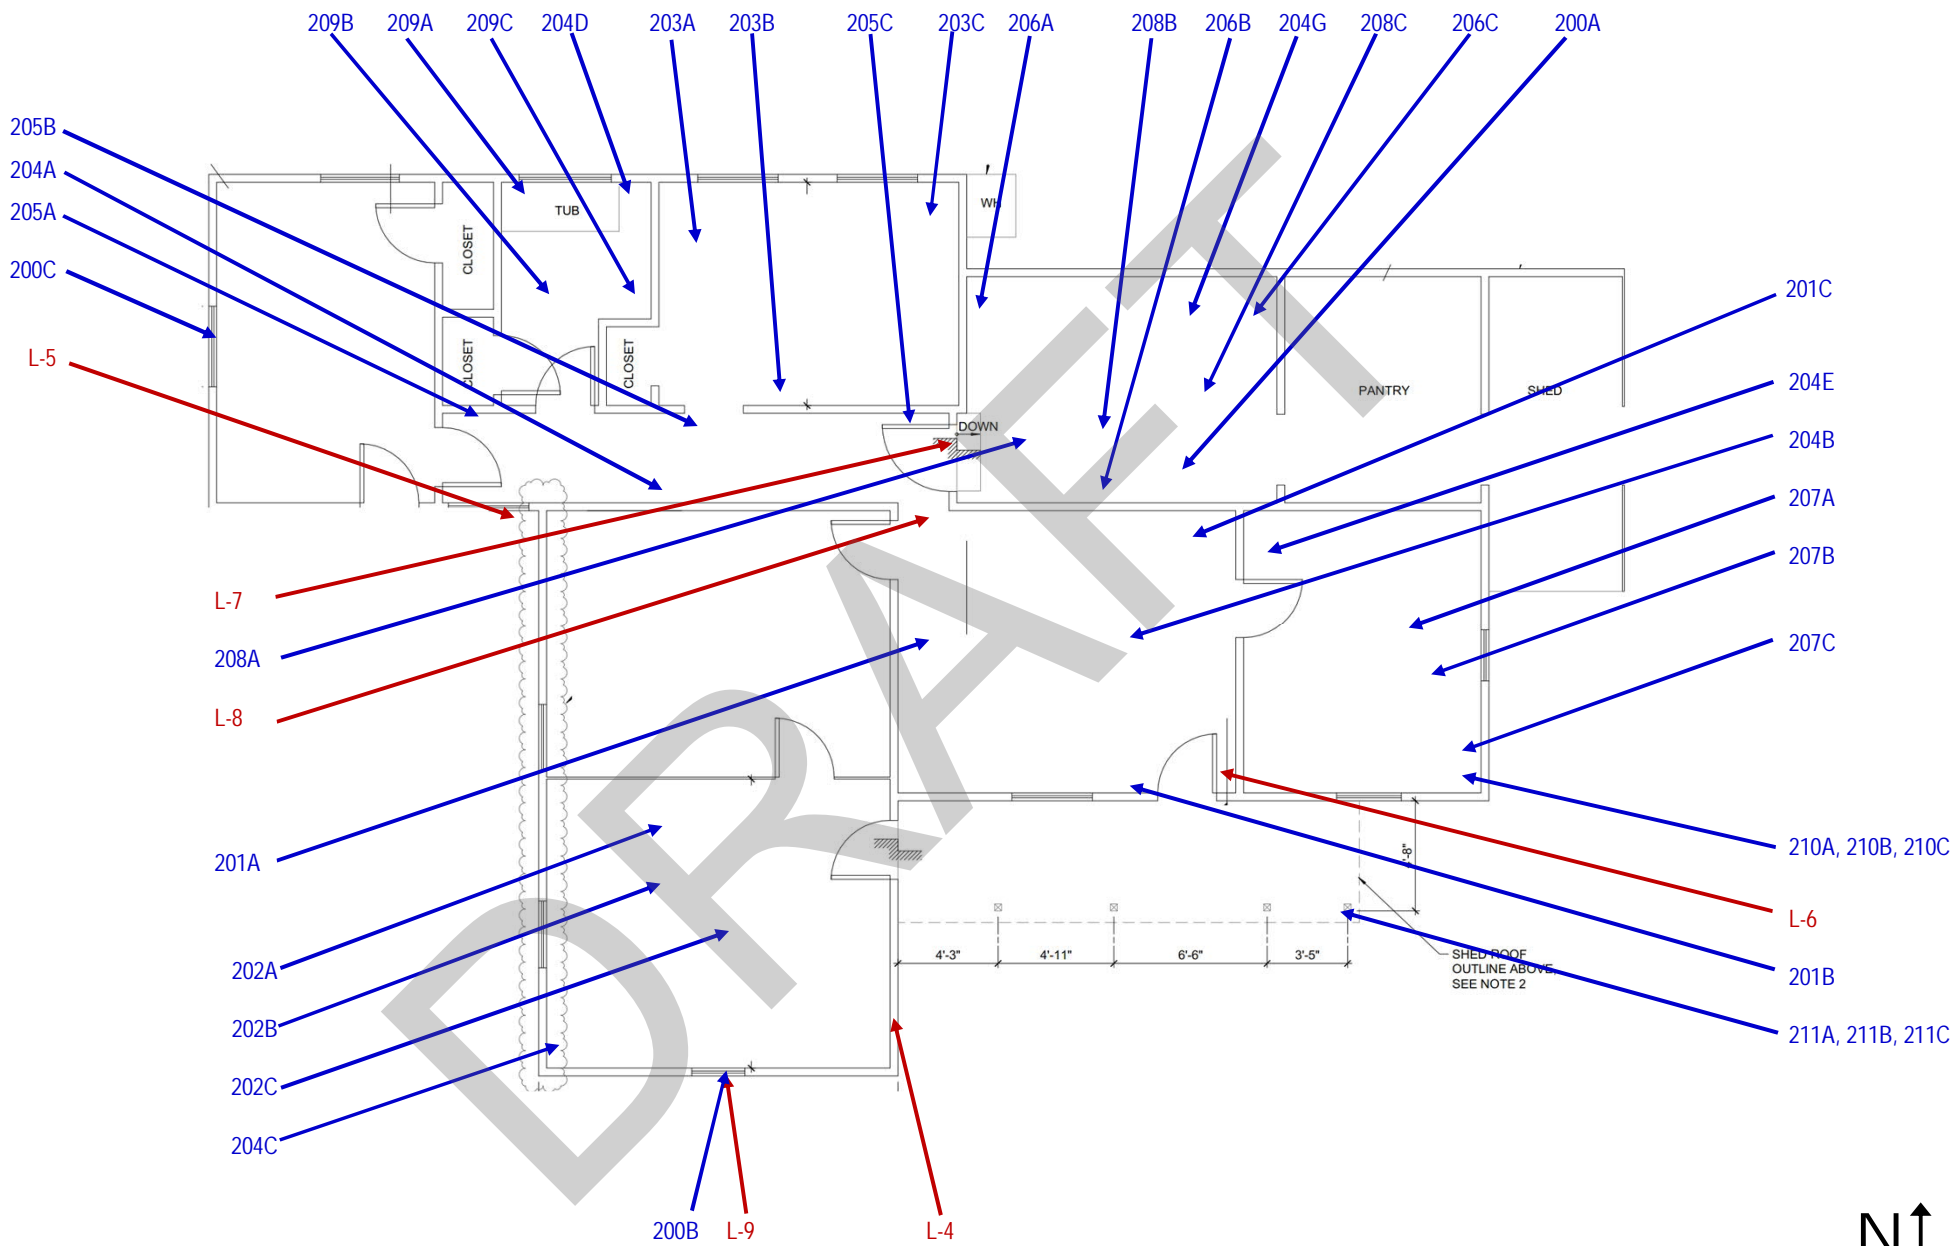 209B 209A 209C 204D 203A 203B 205C 203C 206A 208B 206B 204G 208C 206C 200A
205B
204A
205A
200C
L-5
TUB
WH
CLOSET
CLOSET
CLOSET
DOWN
PANTRY
SHED
201C
204E
204B
207A
207B
207C
L-7
208A
L-8
201A
202A
202B
202C
204C
210A, 210B, 210C
L-6
201B
211A, 211B, 211C
4'-3" 4'-11" 6'-6" 3'-5"
SHED ROOF
OUTLINE ABOVE,
SEE NOTE 2
DRAFT
200B L-9 L-4
N